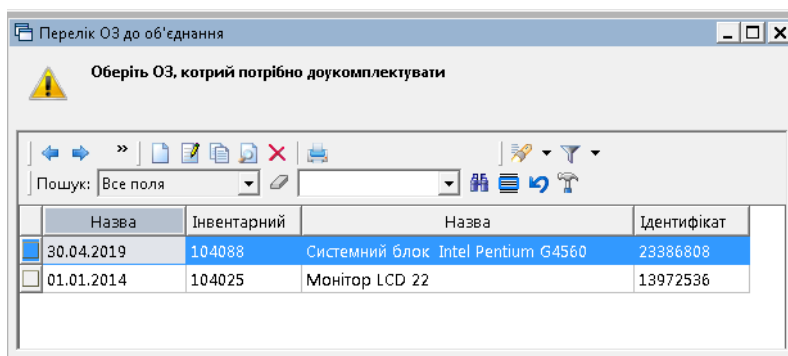 Перелік ОЗ до об'єднання
Оберіть ОЗ, котрий потрібно доукомплектувати
»
Пошук: Все поля
Назва Інвентарний Назва Ідентифікат
30.04.2019 104088 Системний блок Intel Pentium G4560 23386808
01.01.2014 104025 Монітор LCD 22 13972536